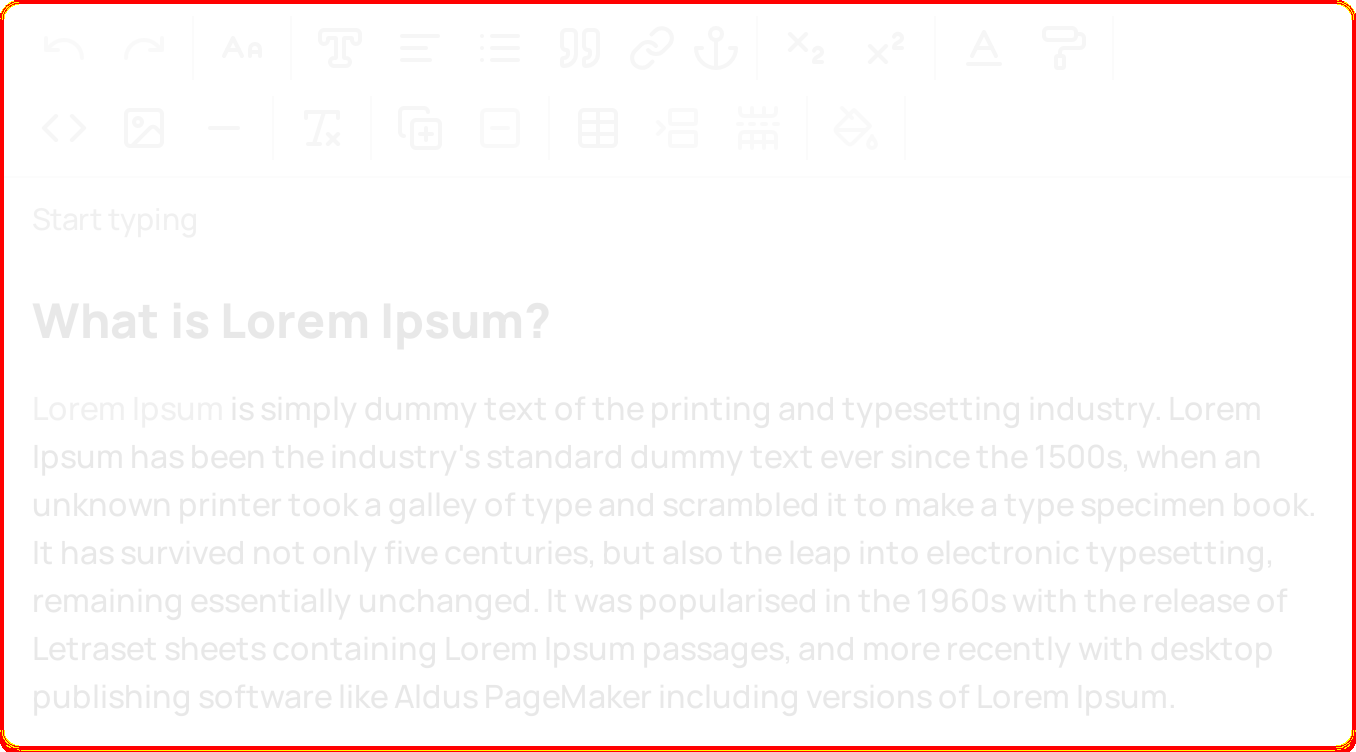 Start typing
What is Lorem Ipsum?
Lorem Ipsum is simply dummy text of the printing and typesetting industry. Lorem
Ipsum has been the industry's standard dummy text ever since the 1500s, when an
unknown printer took a galley of type and scrambled it to make a type specimen book.
It has survived not only five centuries, but also the leap into electronic typesetting,
remaining essentially unchanged. It was popularised in the 1960s with the release of
Letraset sheets containing Lorem Ipsum passages, and more recently with desktop
publishing software like Aldus PageMaker including versions of Lorem Ipsum.